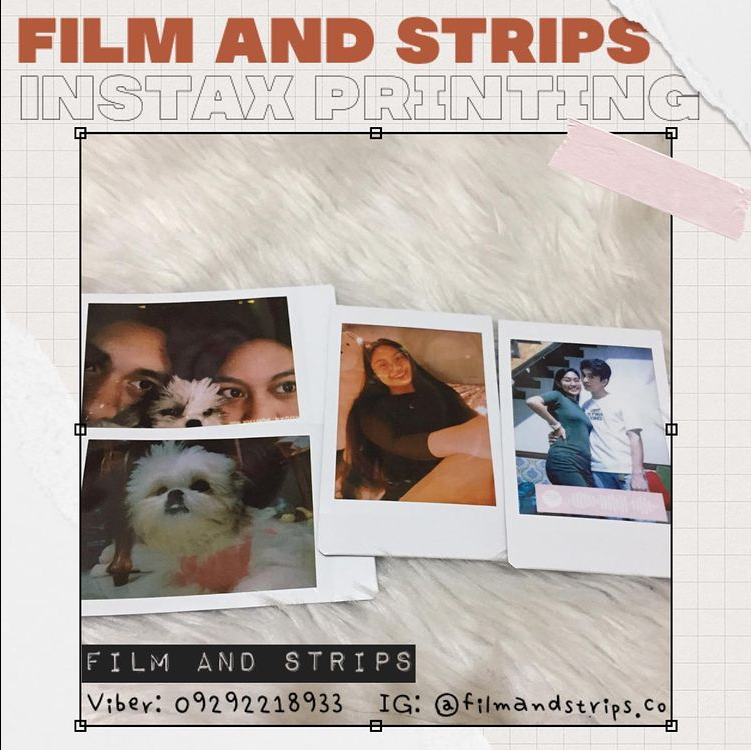 FILM AND STRIPS
INSTAX PRINTING
FILM AND STRIPS
Viber: 09292218933 IG: @filmandstrips.co